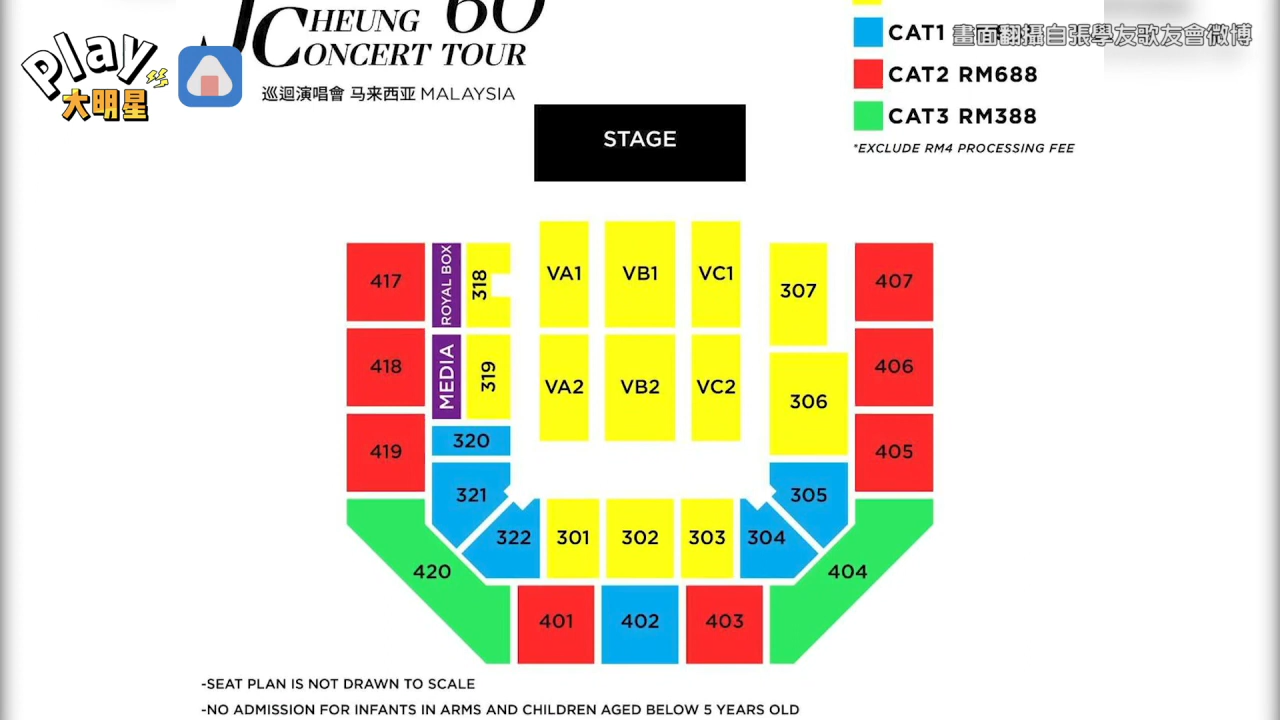 Play
大明星
JC HEUNG 60
CONCERT TOUR
巡迴演唱會 马来西亚 MALAYSIA
CAT1
畫面翻攝自張學友歌友會微博
CAT2 RM688
CAT3 RM388
*EXCLUDE RM4 PROCESSING FEE
STAGE
417
ROYAL BOX
318
VA1
VB1
VC1
307
407
418
MEDIA
319
VA2
VB2
VC2
306
406
419
320
405
321
305
322
301
302
303
304
420
404
401
402
403
-SEAT PLAN IS NOT DRAWN TO SCALE
-NO ADMISSION FOR INFANTS IN ARMS AND CHILDREN AGED BELOW 5 YEARS OLD